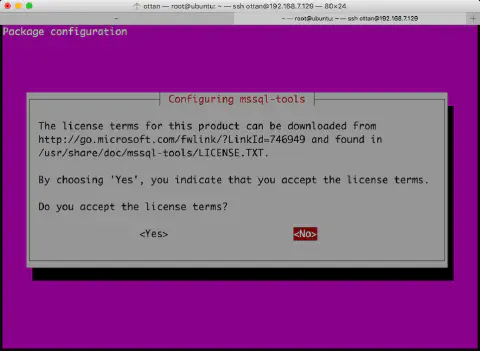 ottan — root@ubuntu: ~ — ssh ottan@192.168.7.129 — 80×24
~
~ — root@ubuntu: ~ — ssh ottan@192.168.7.129
Package configuration
Configuring mssql-tools
The license terms for this product can be downloaded from
http://go.microsoft.com/fwlink/?LinkId=746949 and found in
/usr/share/doc/mssql-tools/LICENSE.TXT.
By choosing 'Yes', you indicate that you accept the license terms.
Do you accept the license terms?
<Yes> <No>